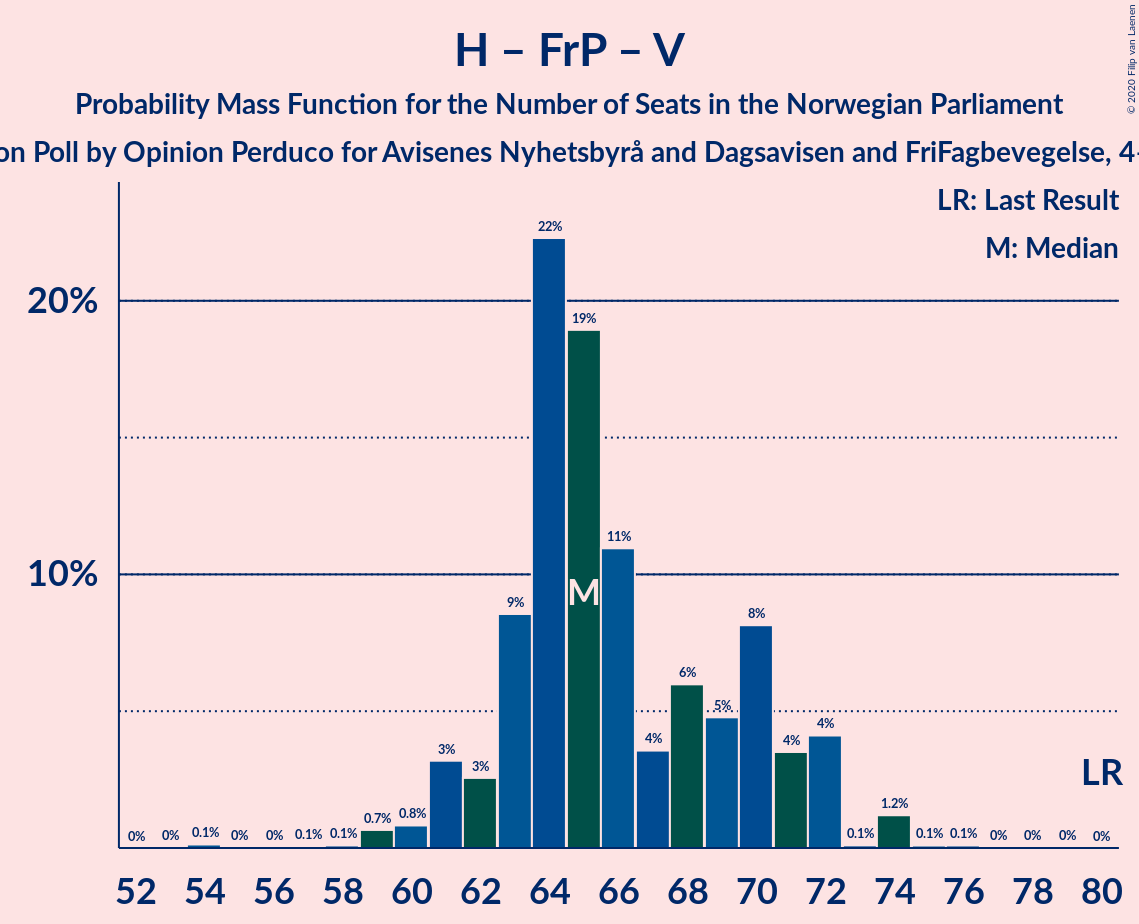 H – FrP – V
© 2020 Filip van Laenen
Probability Mass Function for the Number of Seats in the Norwegian Parliament
on Poll by Opinion Perduco for Avisenes Nyhetsbyrå and Dagsavisen and FriFagbevegelse, 4-
LR: Last Result
M: Median
20%
10%
0% 0% 0.1% 0% 0% 0.1% 0.1% 0.7% 0.8% 3% 3% 9% 22% 19% 11% 4% 6% 5% 8% 4% 4% 0.1% 1.2% 0.1% 0.1% 0% 0% 0% 0%
M
LR
52 54 56 58 60 62 64 66 68 70 72 74 76 78 80